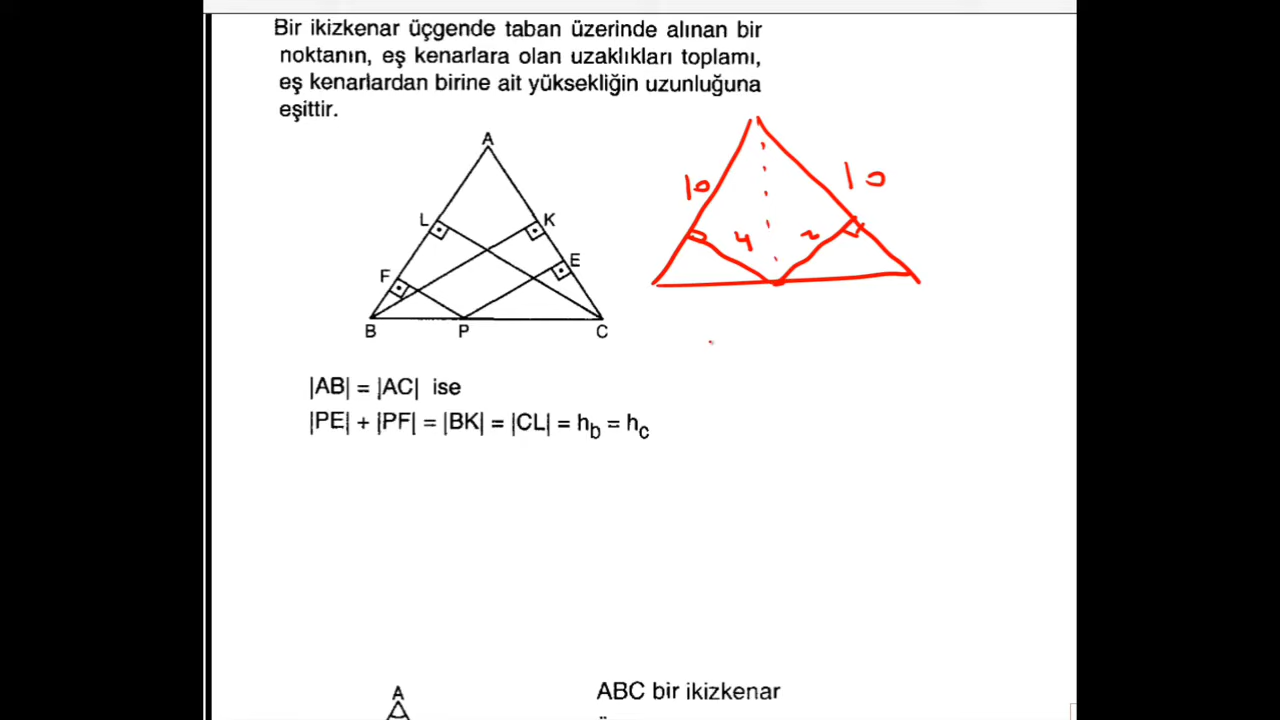 Bir ikizkenar üçgende taban üzerinde alınan bir
noktanın, eş kenarlara olan uzaklıkları toplamı,
eş kenarlardan birine ait yüksekliğin uzunluğuna
eşittir.
A
L
K
F
E
B P C
10
10
4
2
|AB| = |AC| ise
|PE| + |PF| = |BK| = |CL| = h_b = h_c
A
ABC bir ikizkenar